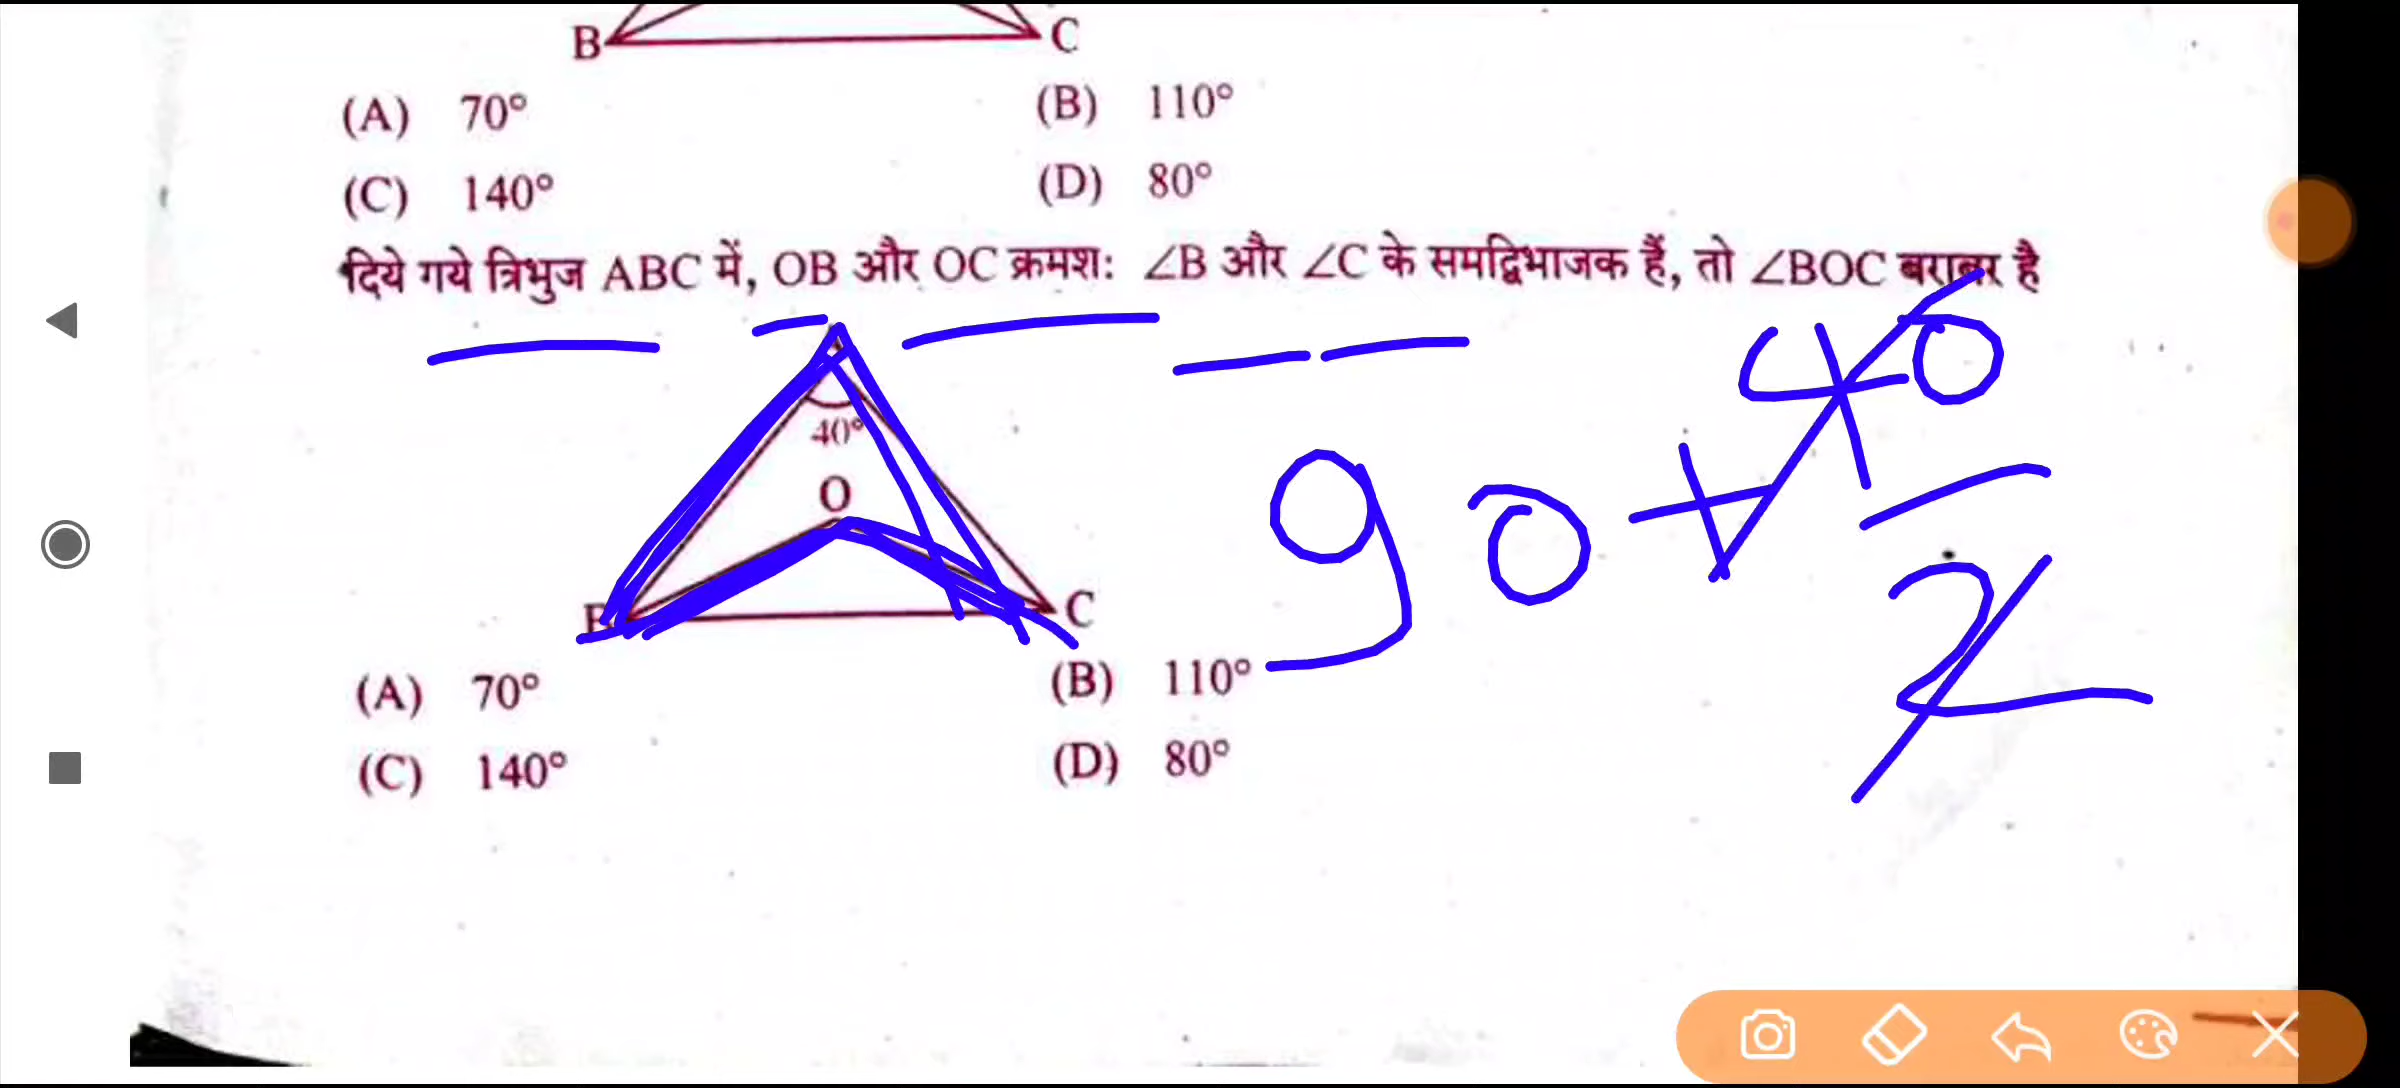 B C
(A) 70° (B) 110°
(C) 140° (D) 80°
दिये गये त्रिभुज ABC में, OB और OC क्रमशः ∠B और ∠C के समद्विभाजक हैं, तो ∠BOC बराबर है
40°
O
90 + 40
2
B C
(A) 70° (B) 110°
(C) 140° (D) 80°